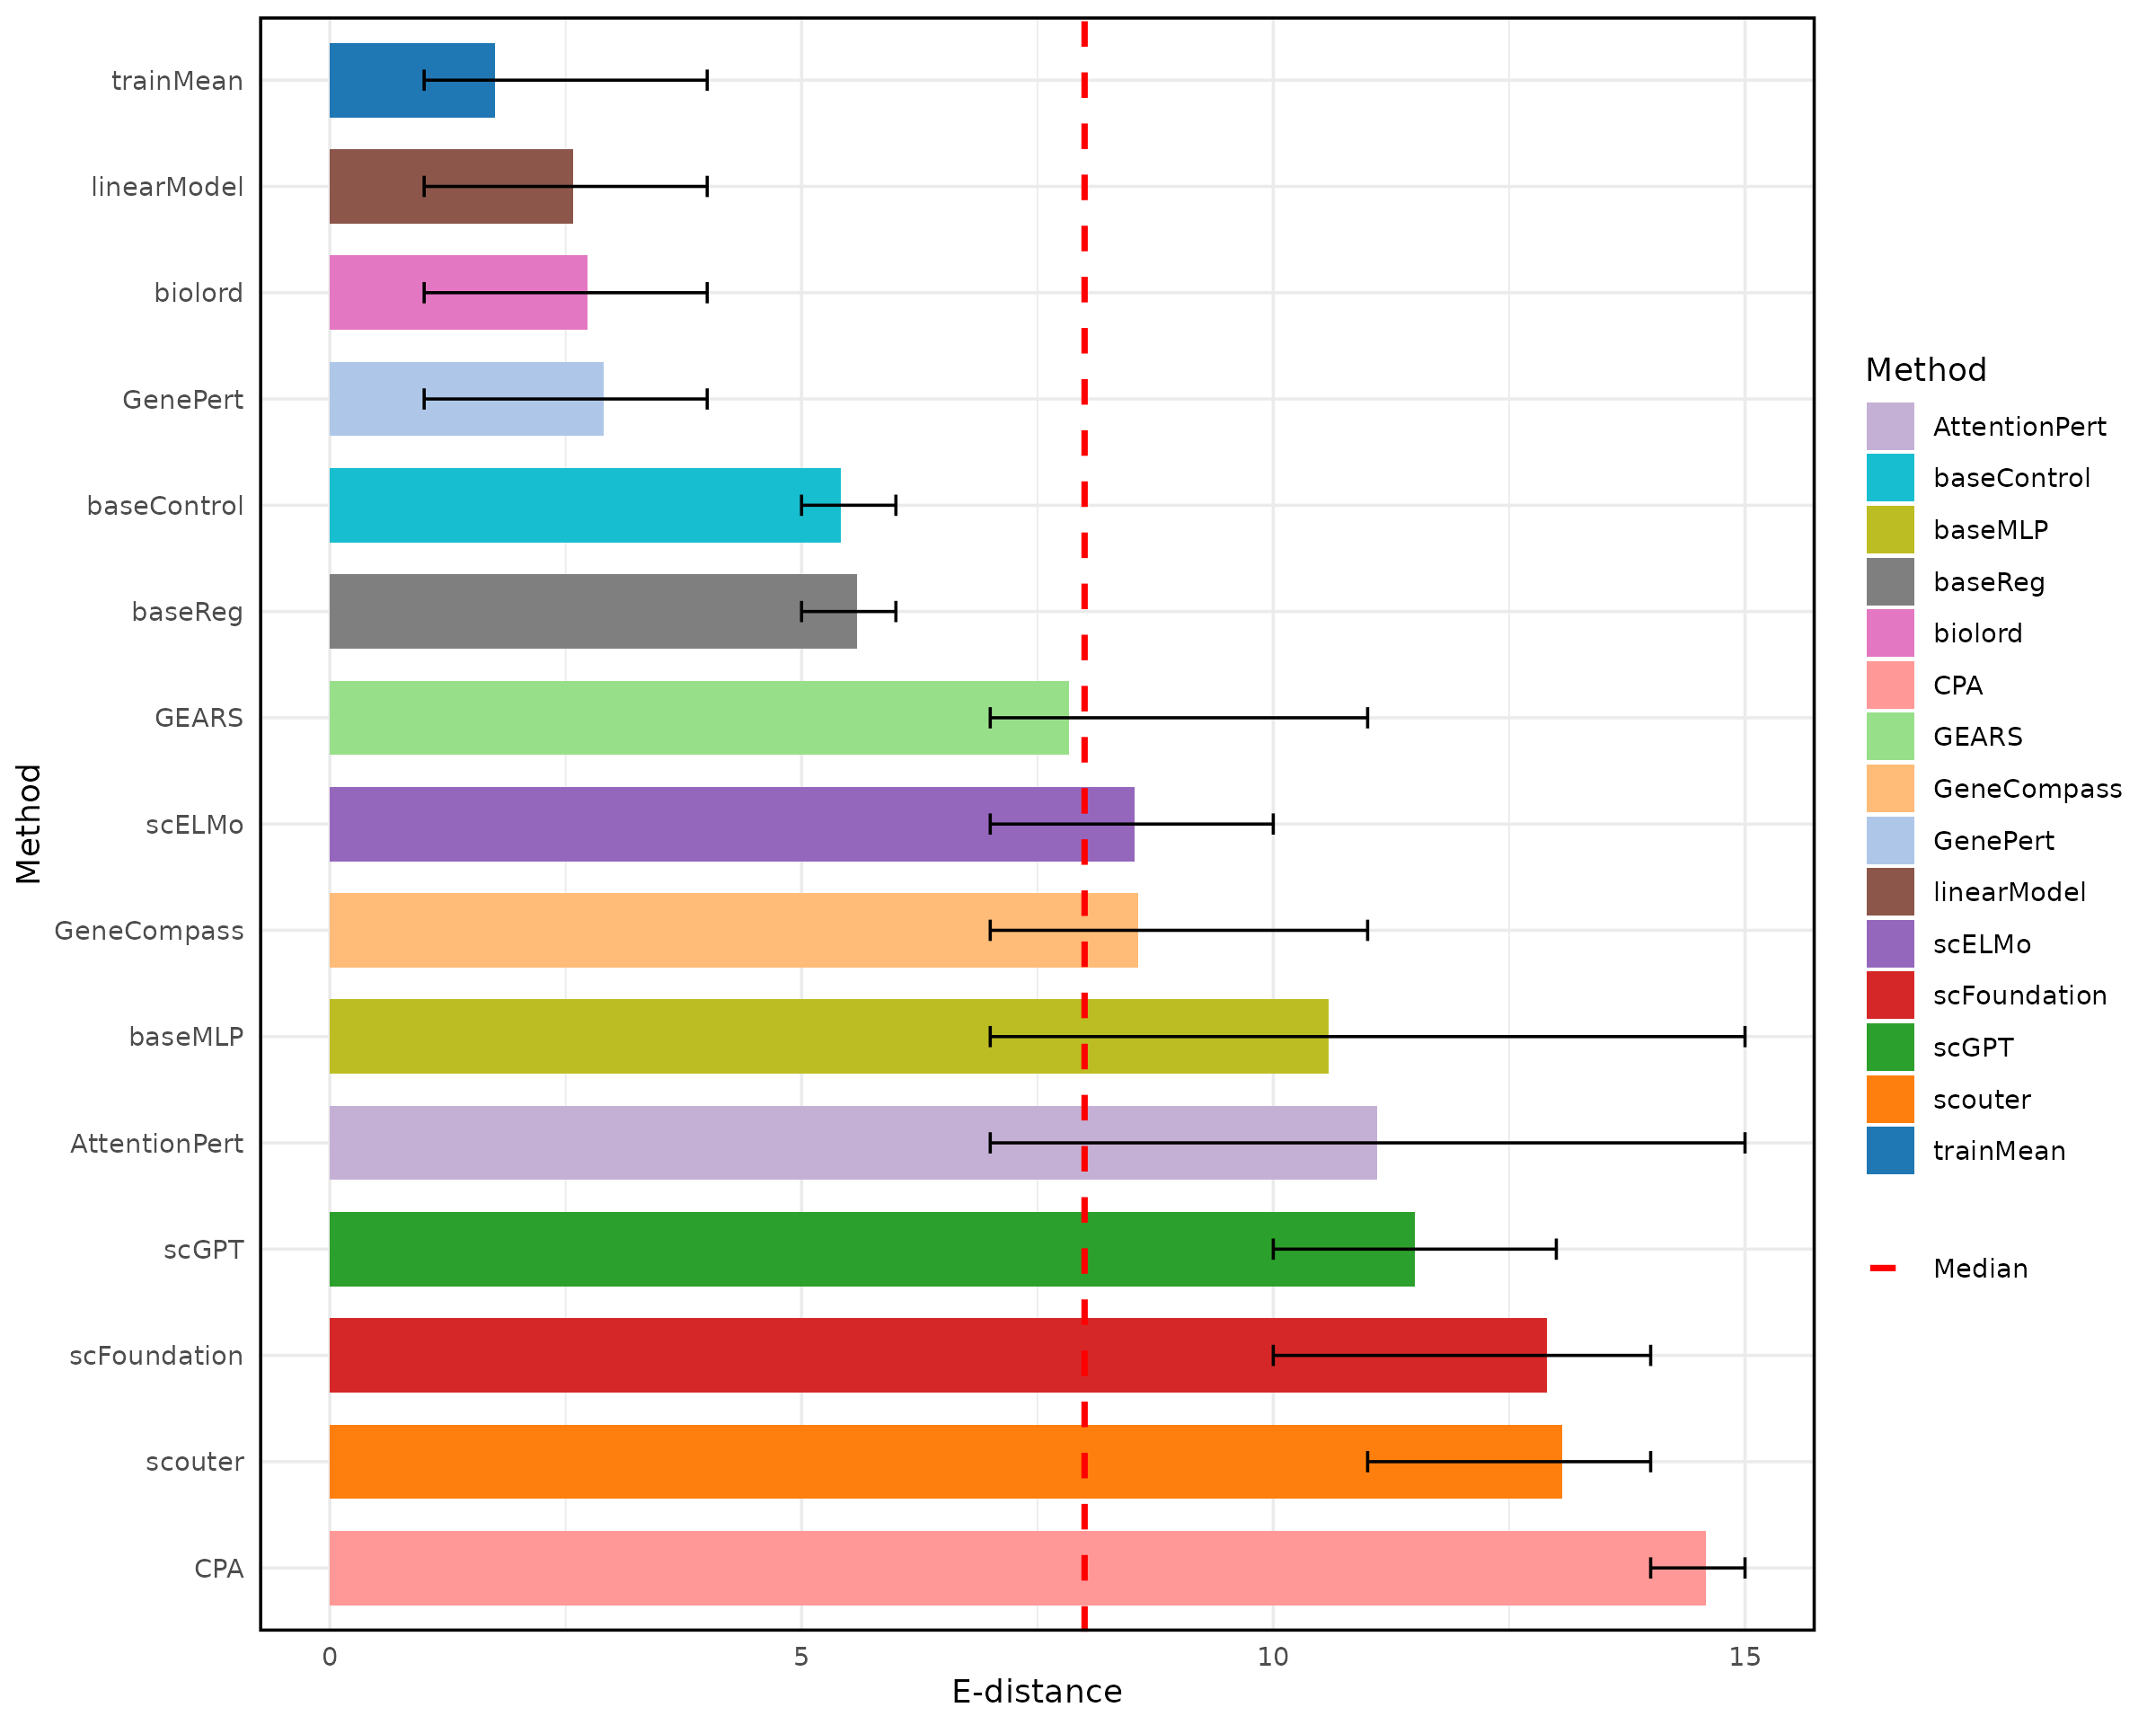 trainMean
linearModel
biolord
GenePert
baseControl
baseReg
GEARS
scELMo
GeneCompass
baseMLP
AttentionPert
scGPT
scFoundation
scouter
CPA
Method
0 5 10 15
E-distance
Method
AttentionPert
baseControl
baseMLP
baseReg
biolord
CPA
GEARS
GeneCompass
GenePert
linearModel
scELMo
scFoundation
scGPT
scouter
trainMean
Median